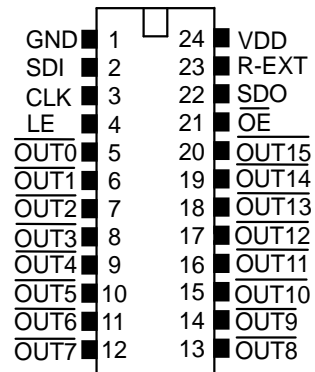 GND 1 24 VDD
SDI 2 23 R-EXT
CLK 3 22 SDO
LE 4 21 OE
OUT0 5 20 OUT15
OUT1 6 19 OUT14
OUT2 7 18 OUT13
OUT3 8 17 OUT12
OUT4 9 16 OUT11
OUT5 10 15 OUT10
OUT6 11 14 OUT9
OUT7 12 13 OUT8